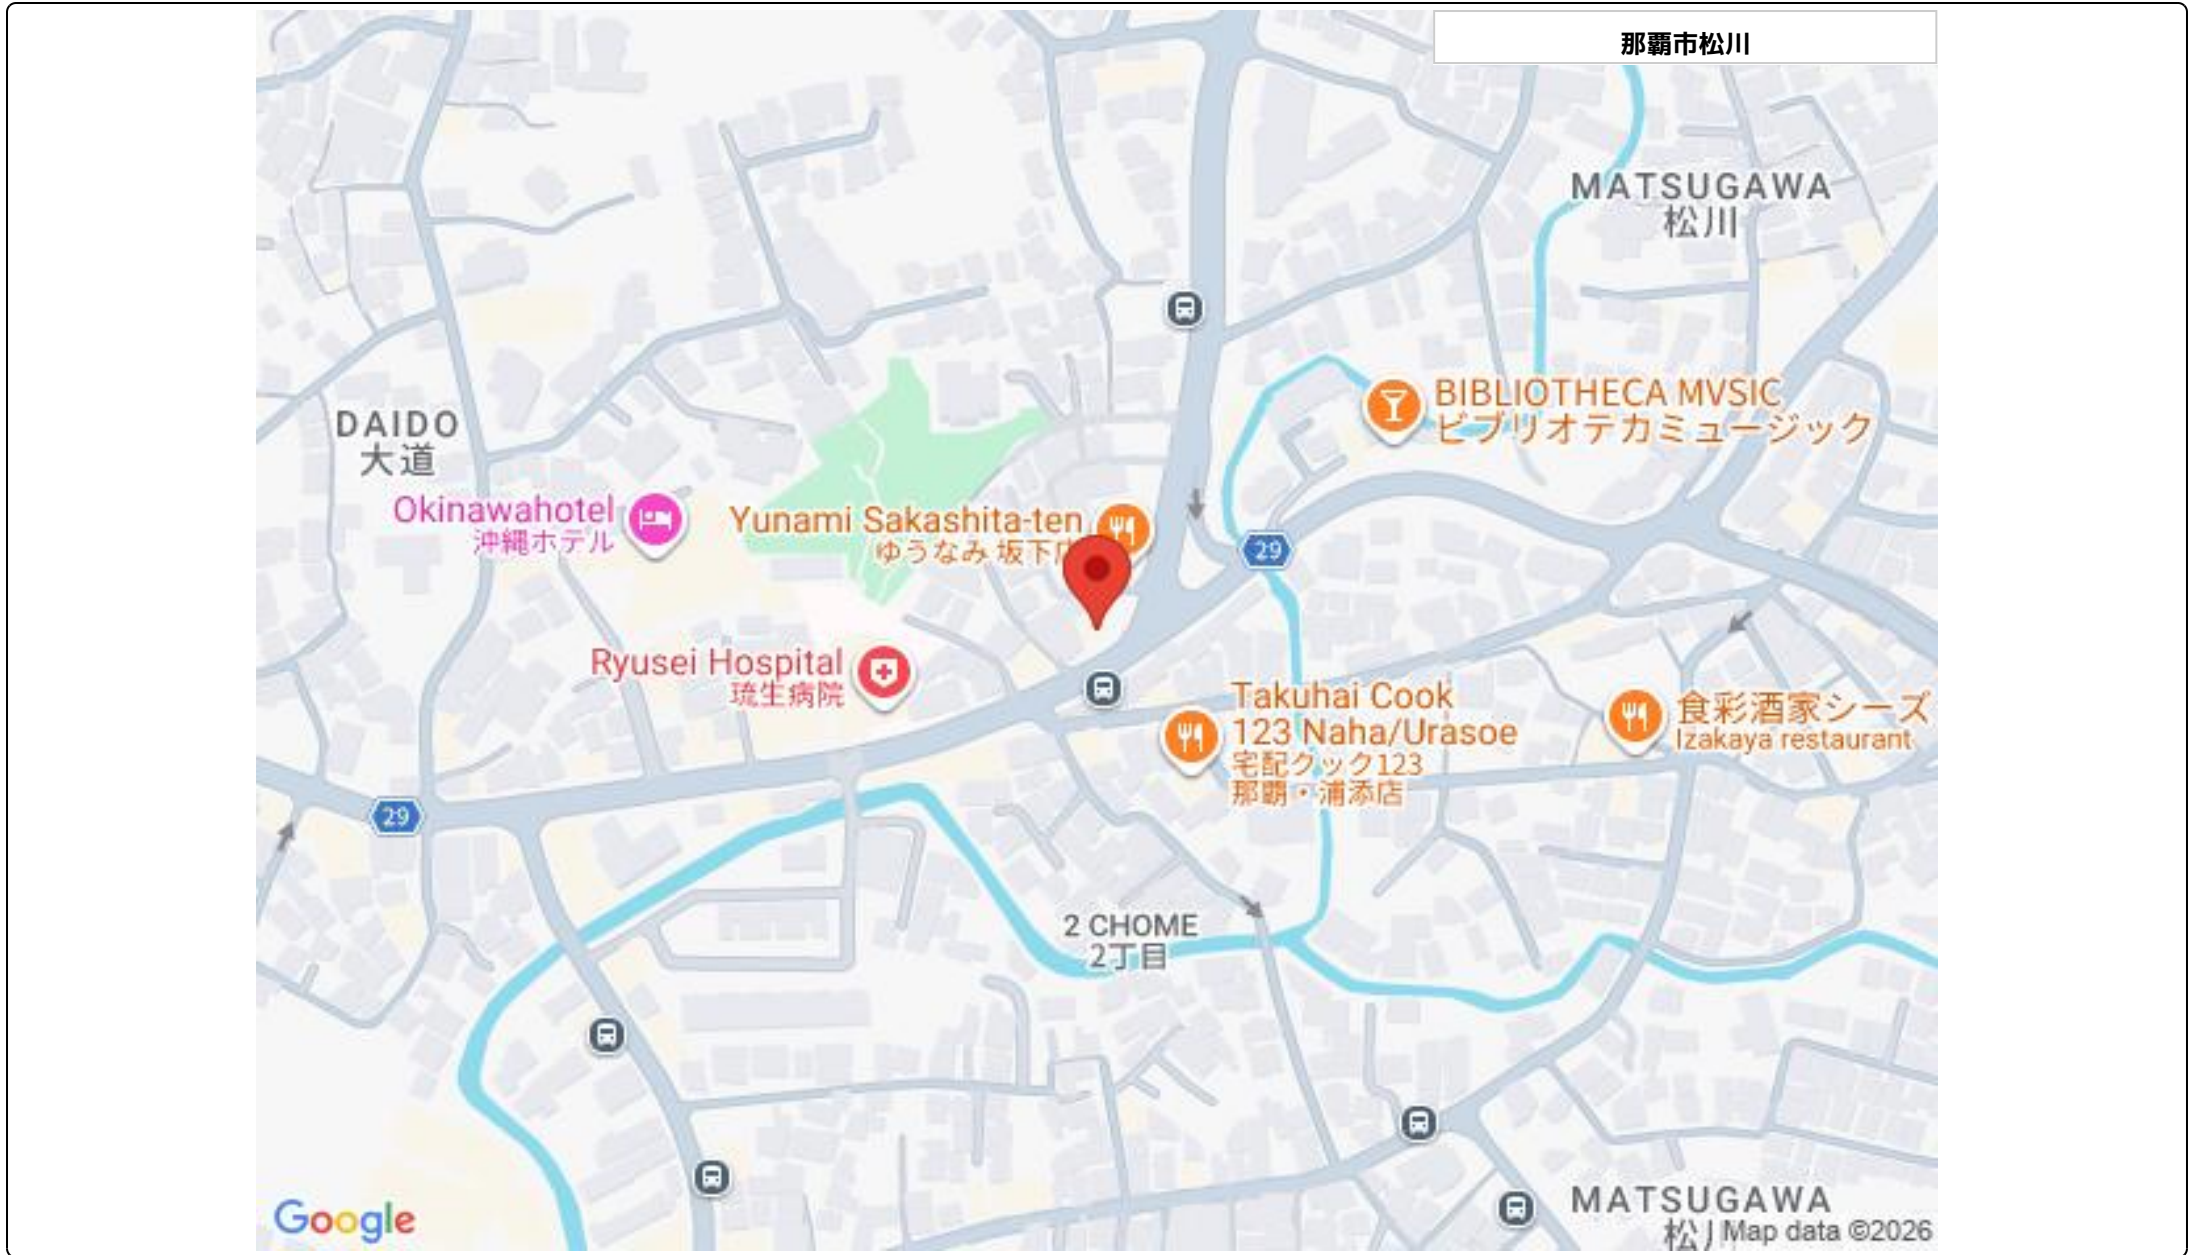 那覇市松川
MATSUGAWA
松川
BIBLIOTHECA MVSIC
ビブリオテカミュージック
DAIDO
大道
Okinawahotel
沖縄ホテル
Yunami Sakashita-ten
ゆうなみ 坂下店
29
Ryusei Hospital
琉生病院
Takuhai Cook
123 Naha/Urasoe
宅配クック123
那覇・浦添店
食彩酒家シーズ
Izakaya restaurant
29
2 CHOME
2丁目
MATSUGAWA
松
Google
Map data ©2026